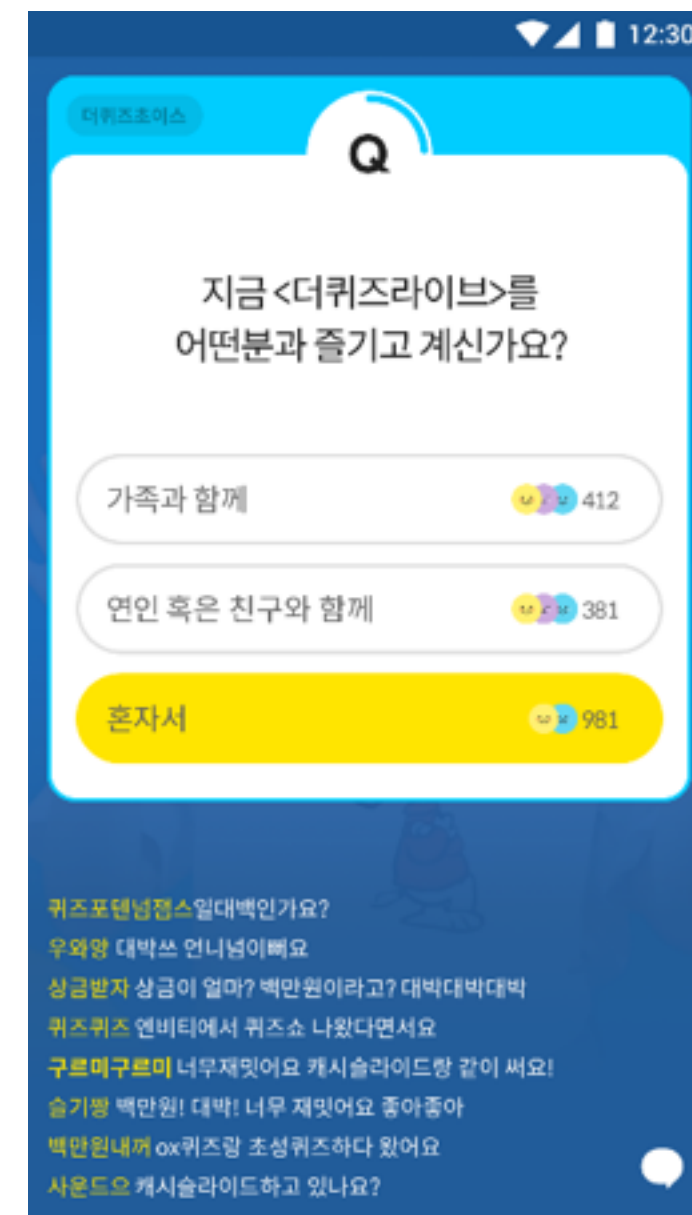 12:30
더퀴즈초이스
Q
지금 <더퀴즈라이브>를
어떤분과 즐기고 계신가요?
가족과 함께 412
연인 혹은 친구와 함께 381
혼자서 981
퀴즈포텐넘잼스일대백인가요?
우와앙 대박쓰 언니넘이뻐요
상금받자 상금이 얼마? 백만원이라고? 대박대박대박
퀴즈퀴즈 엔비티에서 퀴즈쇼 나왔다면서요
구르미구르미 너무재밋어요 캐시슬라이드랑 같이 써요!
슬기짱 백만원! 대박! 너무 재밋어요 좋아좋아
백만원내꺼 ox퀴즈랑 초성퀴즈하다 왔어요
사운드으 캐시슬라이드하고 있나요?